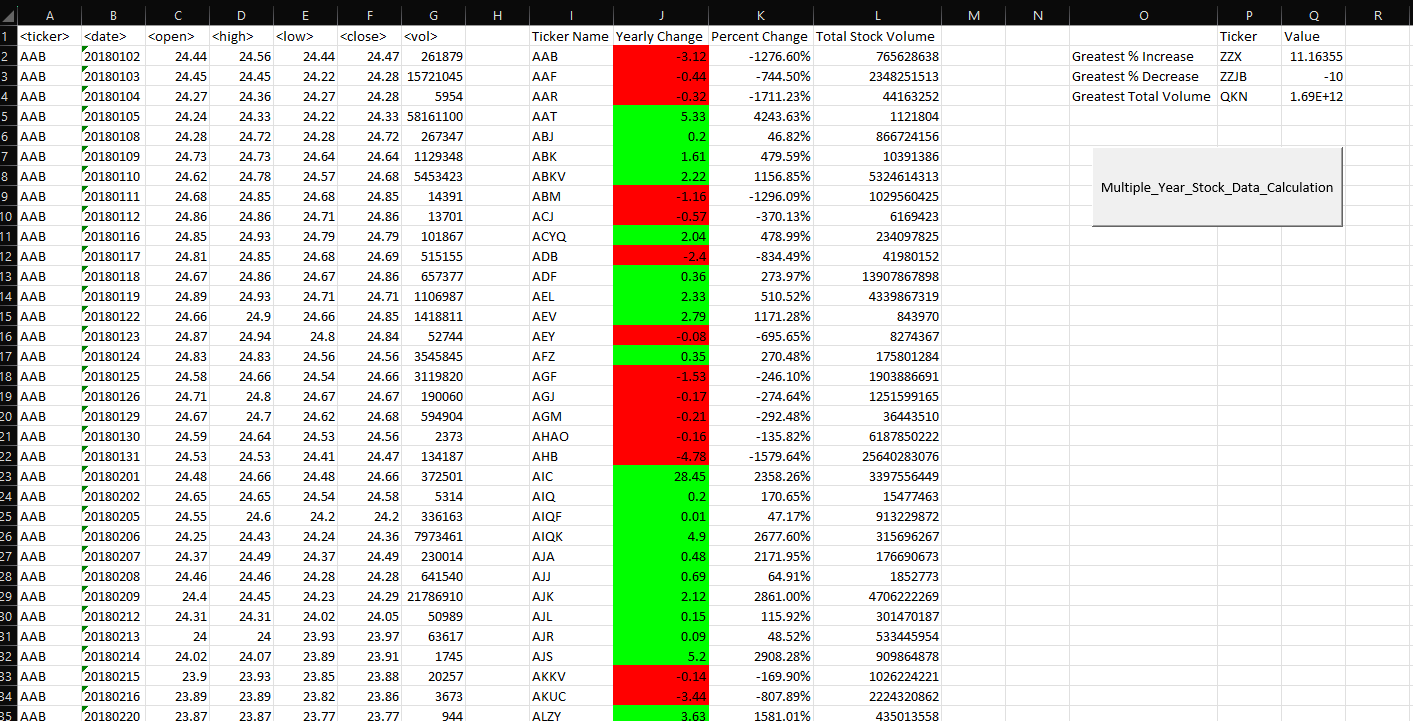 A B C D E F G H I J K L M N O P Q R
1 <ticker> <date> <open> <high> <low> <close> <vol> Ticker Name Yearly Change Percent Change Total Stock Volume Ticker Value
2 AAB 20180102 24.44 24.56 24.44 24.47 261879 AAB -3.12 -1276.60% 765628638 Greatest % Increase ZZX 11.16355
3 AAB 20180103 24.45 24.45 24.22 24.28 15721045 AAF -0.44 -744.50% 2348251513 Greatest % Decrease ZZJB -10
4 AAB 20180104 24.27 24.36 24.27 24.28 5954 AAR -0.32 -1711.23% 44163252 Greatest Total Volume QKN 1.69E+12
5 AAB 20180105 24.24 24.33 24.22 24.33 58161100 AAT 5.33 4243.63% 1121804
6 AAB 20180108 24.28 24.72 24.28 24.72 267347 ABJ 0.2 46.82% 866724156
7 AAB 20180109 24.73 24.73 24.64 24.64 1129348 ABK 1.61 479.59% 10391386
8 AAB 20180110 24.62 24.78 24.57 24.68 5453423 ABKV 2.22 1156.85% 5324614313
Multiple_Year_Stock_Data_Calculation
9 AAB 20180111 24.68 24.85 24.68 24.85 14391 ABM -1.16 -1296.09% 1029560425
10 AAB 20180112 24.86 24.86 24.71 24.86 13701 ACJ -0.57 -370.13% 6169423
11 AAB 20180116 24.85 24.93 24.79 24.79 101867 ACYQ 2.04 478.99% 234097825
12 AAB 20180117 24.81 24.85 24.68 24.69 515155 ADB -2.4 -834.49% 41980152
13 AAB 20180118 24.67 24.86 24.67 24.86 657377 ADF 0.36 273.97% 13907867898
14 AAB 20180119 24.89 24.93 24.71 24.71 1106987 AEL 2.33 510.52% 4339867319
15 AAB 20180122 24.66 24.9 24.66 24.85 1418811 AEV 2.79 1171.28% 843970
16 AAB 20180123 24.87 24.94 24.8 24.84 52744 AEY -0.08 -695.65% 8274367
17 AAB 20180124 24.83 24.83 24.56 24.56 3545845 AFZ 0.35 270.48% 175801284
18 AAB 20180125 24.58 24.66 24.54 24.66 3119820 AGF -1.53 -246.10% 1903886691
19 AAB 20180126 24.71 24.8 24.67 24.67 190060 AGJ -0.17 -274.64% 1251599165
20 AAB 20180129 24.67 24.7 24.62 24.68 594904 AGM -0.21 -292.48% 36443510
21 AAB 20180130 24.59 24.64 24.53 24.56 2373 AHAO -0.16 -135.82% 6187850222
22 AAB 20180131 24.53 24.53 24.41 24.47 134187 AHB -4.78 -1579.64% 25640283076
23 AAB 20180201 24.48 24.66 24.48 24.66 372501 AIC 28.45 2358.26% 3397556449
24 AAB 20180202 24.65 24.65 24.54 24.58 5314 AIQ 0.2 170.65% 15477463
25 AAB 20180205 24.55 24.6 24.2 24.2 336163 AIQF 0.01 47.17% 913229872
26 AAB 20180206 24.25 24.43 24.24 24.36 7973461 AIQK 4.9 2677.60% 315696267
27 AAB 20180207 24.37 24.49 24.37 24.49 230014 AJA 0.48 2171.95% 176690673
28 AAB 20180208 24.46 24.46 24.28 24.28 641540 AJJ 0.69 64.91% 1852773
29 AAB 20180209 24.4 24.45 24.23 24.29 21786910 AJK 2.12 2861.00% 4706222269
30 AAB 20180212 24.31 24.31 24.02 24.05 50989 AJL 0.15 115.92% 301470187
31 AAB 20180213 24 24 23.93 23.97 63617 AJR 0.09 48.52% 533445954
32 AAB 20180214 24.02 24.07 23.89 23.91 1745 AJS 5.2 2908.28% 909864878
33 AAB 20180215 23.9 23.93 23.85 23.88 20257 AKKV -0.14 -169.90% 1026224221
34 AAB 20180216 23.89 23.89 23.82 23.86 3673 AKUC -3.44 -807.89% 2224320862
35 AAB 20180220 23.87 23.87 23.77 23.77 944 ALZY 3.63 1581.01% 435013558